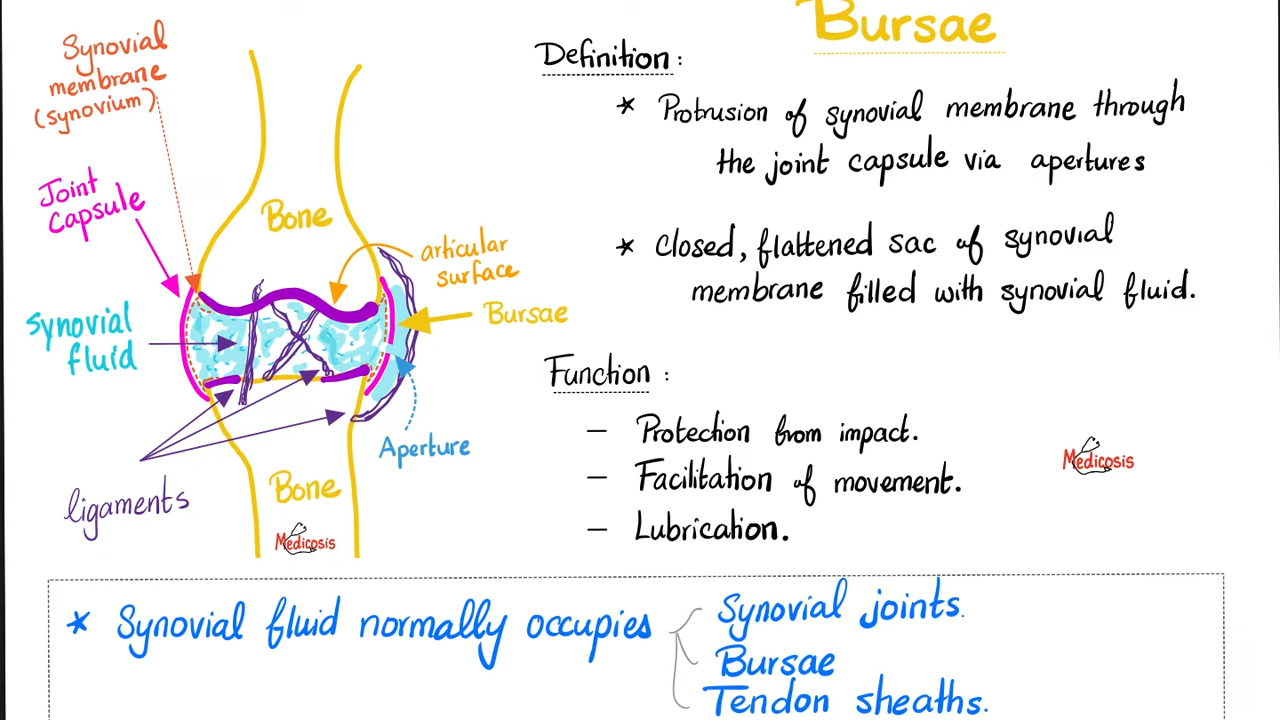 Bursae
Synovial
membrane
(synovium)
Joint
capsule
Synovial
fluid
ligaments
Bone
articular
surface
Bursae
Aperture
Bone
Medicosis
Definition:
* Protrusion of synovial membrane through
the joint capsule via apertures
* Closed, flattened sac of synovial
membrane filled with synovial fluid.
Function:
- Protection from impact.
- Facilitation of movement.
- Lubrication.
Medicosis
* Synovial fluid normally occupies
Synovial joints.
Bursae
Tendon sheaths.